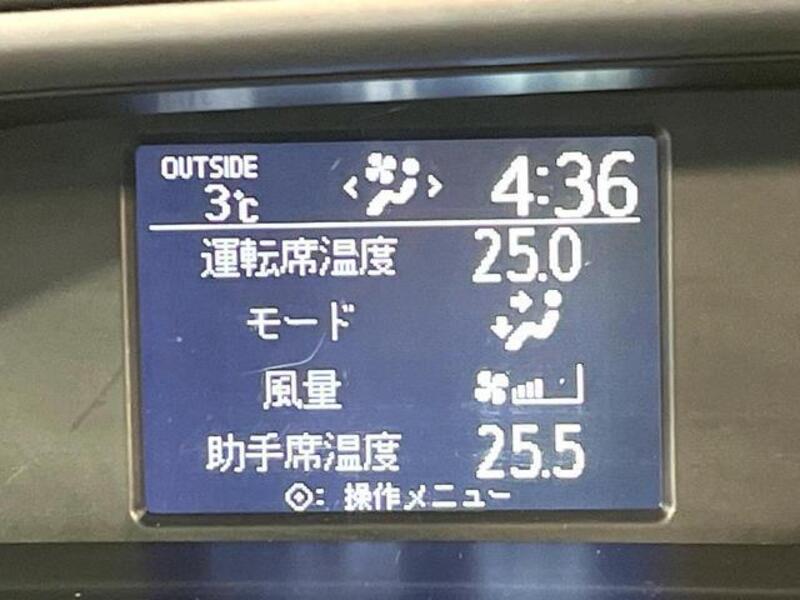 OUTSIDE
3℃
4:36
運転席温度 25.0
モード
風量
助手席温度 25.5
: 操作メニュー